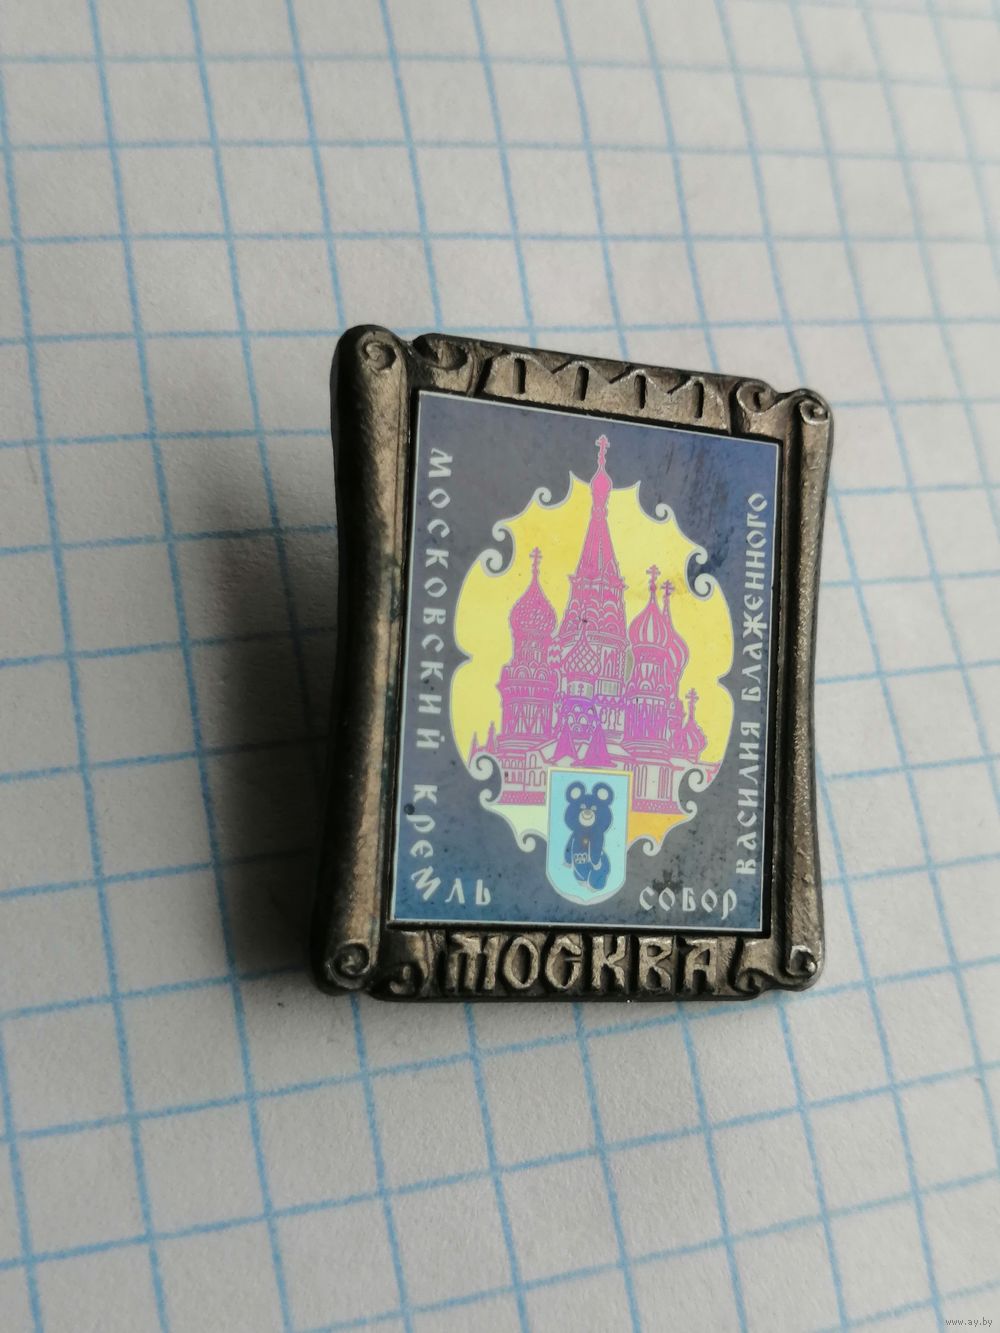 МОСКОВСКИЙ КРЕМЛЬ
СОБОР ВАСИЛИЯ БЛАЖЕННОГО
МОСКВА
www.ay.by